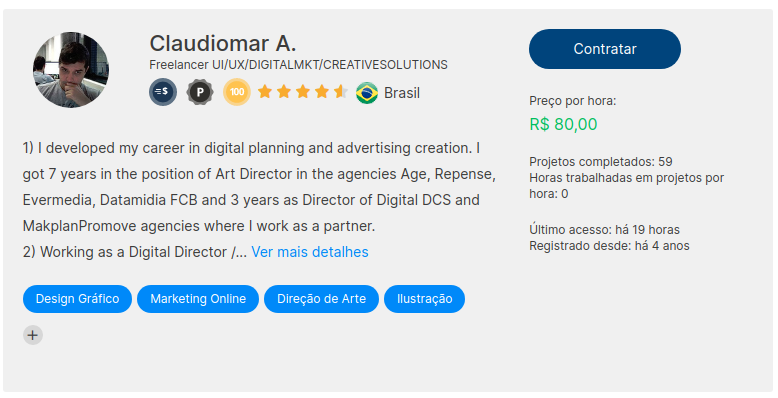 Claudiomar A.
Freelancer UI/UX/DIGITALMKT/CREATIVESOLUTIONS
=$ P 100 Brasil
1) I developed my career in digital planning and advertising creation. I
got 7 years in the position of Art Director in the agencies Age, Repense,
Evermedia, Datamidia FCB and 3 years as Director of Digital DCS and
MakplanPromove agencies where I work as a partner.
2) Working as a Digital Director /... Ver mais detalhes
Design Gráfico Marketing Online Direção de Arte Ilustração
+
Contratar
Preço por hora:
R$ 80,00
Projetos completados: 59
Horas trabalhadas em projetos por
hora: 0
Último acesso: há 19 horas
Registrado desde: há 4 anos